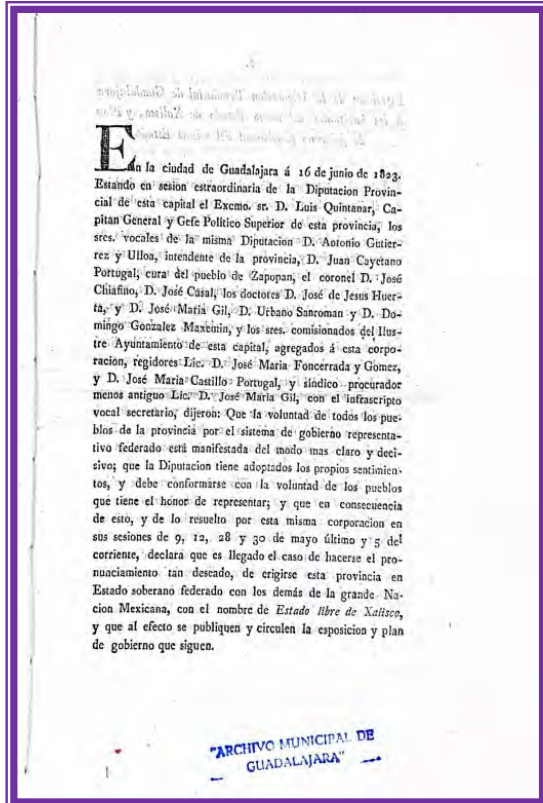 En la ciudad de Guadalajara á 16 de junio de 1823.
Estando en sesion estraordinaria de la Diputacion Provin-
cial de esta capital el Excmo. sr. D. Luis Quintanar, Ca-
pitan General y Gefe Político Superior de esta provincia, los
sres. vocales de la misma Diputacion D. Antonio Gutier-
rez y Ulloa, intendente de la provincia, D. Juan Cayetano
Portugal, cura del pueblo de Zapopan, el coronel D. José
Chiafino, D. José Casal, los doctores D. José de Jesus Huer-
ta, y D. José Maria Gil, D. Urbano Sanroman y D. Do-
mingo Gonzalez Maxemin, y los sres. comisionados del Ilus-
tre Ayuntamiento de esta capital, agregados á esta corpo-
racion, regidores Lic. D. José Maria Foncerrada y Gomez,
y D. José Maria Castillo Portugal, y síndico procurador
menos antiguo Lic. D. José Maria Gil, con el infrascripto
vocal secretario, dijeron: Que la voluntad de todos los pue-
blos de la provincia por el sistema de gobierno representa-
tivo federado está manifestada del modo mas claro y deci-
sivo; que la Diputacion tiene adoptados los propios sentimien-
tos, y debe conformarse con la voluntad de los pueblos
que tiene el honor de representar; y que en consecuencia
de esto, y de lo resuelto por esta misma corporacion en
sus sesiones de 9, 12, 28 y 30 de mayo último y 5 del
corriente, declara que es llegado el caso de hacerse el pro-
nunciamiento tan deseado, de erigirse esta provincia en
Estado soberano federado con los demás de la grande Na-
cion Mexicana, con el nombre de Estado libre de Xalisco,
y que al efecto se publiquen y circulen la esposicion y plan
de gobierno que siguen.
"ARCHIVO MUNICIPAL DE
GUADALAJARA"